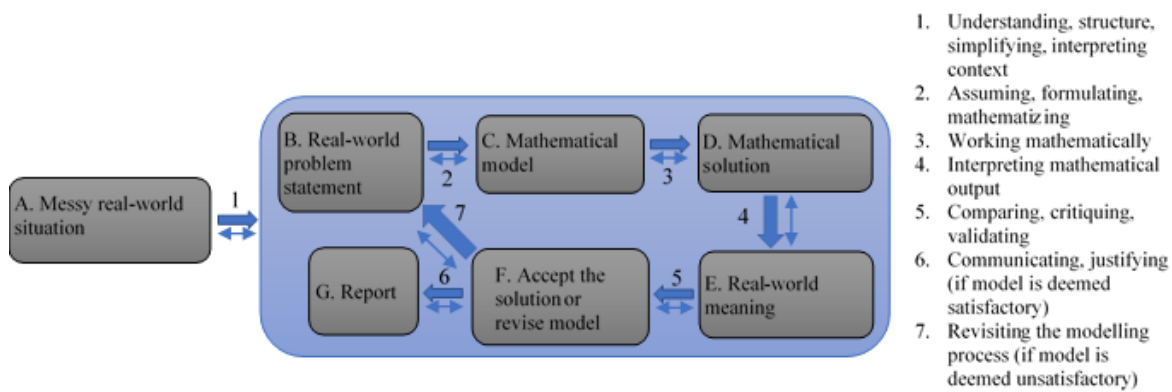 A. Messy real-world
situation
1
B. Real-world
problem
statement
2
C. Mathematical
model
3
D. Mathematical
solution
4
E. Real-world
meaning
5
F. Accept the
solution or
revise model
6
7
G. Report
1. Understanding, structure,
simplifying, interpreting
context
2. Assuming, formulating,
mathematizing
3. Working mathematically
4. Interpreting mathematical
output
5. Comparing, critiquing,
validating
6. Communicating, justifying
(if model is deemed
satisfactory)
7. Revisiting the modelling
process (if model is
deemed unsatisfactory)